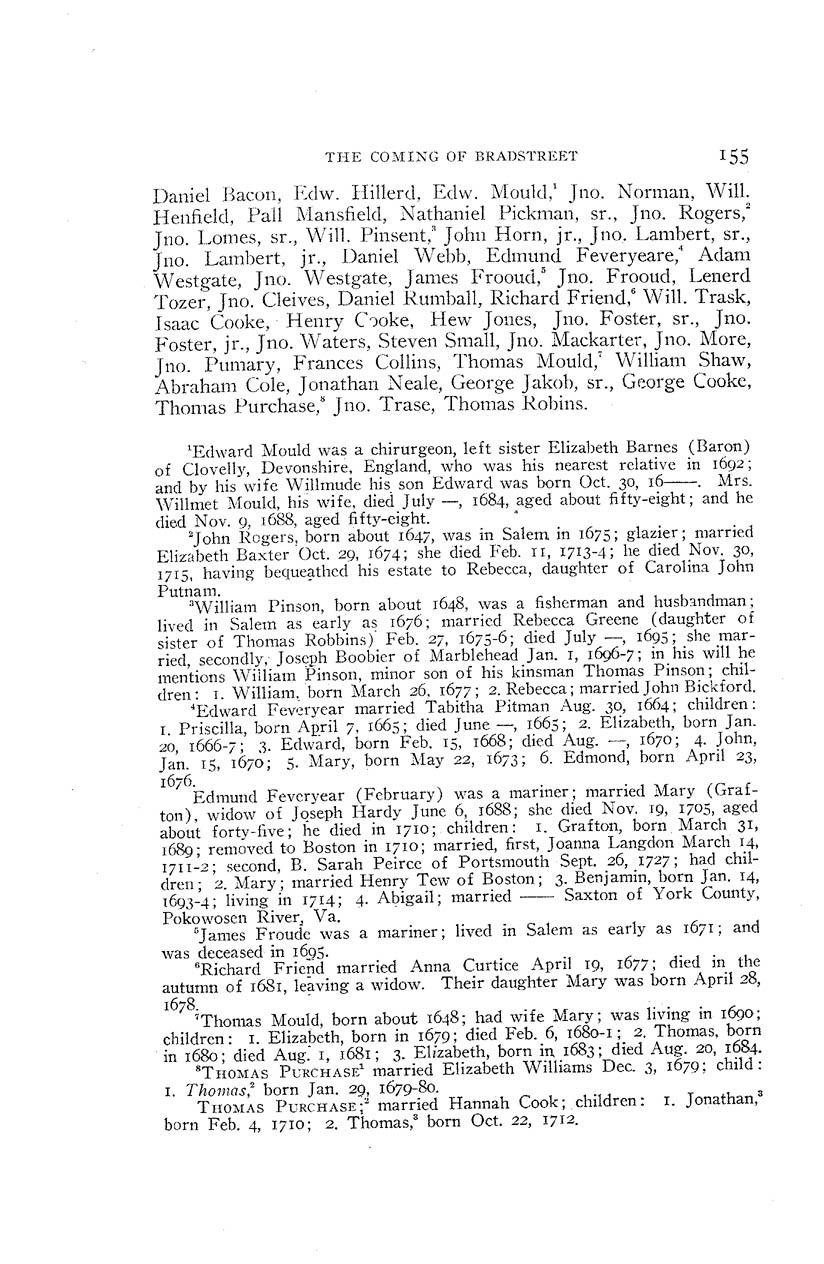 THE COMING OF BRADSTREET 155
Daniel Bacon, Edw. Hillerd, Edw. Mould,¹ Jno. Norman, Will.
Henfield, Pall Mansfield, Nathaniel Pickman, sr., Jno. Rogers,²
Jno. Lomes, sr., Will. Pinsent,³ John Horn, jr., Jno. Lambert, sr.,
Jno. Lambert, jr., Daniel Webb, Edmund Feveryeare,⁴ Adam
Westgate, Jno. Westgate, James Frooud,⁵ Jno. Frooud, Lenerd
Tozer, Jno. Cleives, Daniel Rumball, Richard Friend,⁶ Will. Trask,
Isaac Cooke, Henry Cooke, Hew Jones, Jno. Foster, sr., Jno.
Foster, jr., Jno. Waters, Steven Small, Jno. Mackarter, Jno. More,
Jno. Pumary, Frances Collins, Thomas Mould,⁷ William Shaw,
Abraham Cole, Jonathan Neale, George Jakob, sr., George Cooke,
Thomas Purchase,⁸ Jno. Trase, Thomas Robins.
¹Edward Mould was a chirurgeon, left sister Elizabeth Barnes (Baron)
of Clovelly, Devonshire, England, who was his nearest relative in 1692;
and by his wife Willmude his son Edward was born Oct. 30, 16——. Mrs.
Willmet Mould, his wife, died July —, 1684, aged about fifty-eight; and he
died Nov. 9, 1688, aged fifty-eight.
²John Rogers, born about 1647, was in Salem in 1675; glazier; married
Elizabeth Baxter Oct. 29, 1674; she died Feb. 11, 1713-4; he died Nov. 30,
1715, having bequeathed his estate to Rebecca, daughter of Carolina John
Putnam.
³William Pinson, born about 1648, was a fisherman and husbandman;
lived in Salem as early as 1676; married Rebecca Greene (daughter of
sister of Thomas Robbins) Feb. 27, 1675-6; died July —, 1695; she mar-
ried, secondly, Joseph Boobier of Marblehead Jan. 1, 1696-7; in his will he
mentions William Pinson, minor son of his kinsman Thomas Pinson; chil-
dren: 1. William, born March 26, 1677; 2. Rebecca; married John Bickford.
⁴Edward Feveryear married Tabitha Pitman Aug. 30, 1664; children:
1. Priscilla, born April 7, 1665; died June —, 1665; 2. Elizabeth, born Jan.
20, 1666-7; 3. Edward, born Feb. 15, 1668; died Aug. —, 1670; 4. John,
Jan. 15, 1670; 5. Mary, born May 22, 1673; 6. Edmond, born April 23,
1676.
Edmund Feveryear (February) was a mariner; married Mary (Graf-
ton), widow of Joseph Hardy June 6, 1688; she died Nov. 19, 1705, aged
about forty-five; he died in 1710; children: 1. Grafton, born March 31,
1689; removed to Boston in 1710; married, first, Joanna Langdon March 14,
1711-2; second, B. Sarah Peirce of Portsmouth Sept. 26, 1727; had chil-
dren; 2. Mary; married Henry Tew of Boston; 3. Benjamin, born Jan. 14,
1693-4; living in 1714; 4. Abigail; married —— Saxton of York County,
Pokowosen River, Va.
⁵James Froude was a mariner; lived in Salem as early as 1671; and
was deceased in 1695.
⁶Richard Friend married Anna Curtice April 19, 1677; died in the
autumn of 1681, leaving a widow. Their daughter Mary was born April 28,
1678.
⁷Thomas Mould, born about 1648; had wife Mary; was living in 1690;
children: 1. Elizabeth, born in 1679; died Feb. 6, 1680-1; 2. Thomas, born
in 1680; died Aug. 1, 1681; 3. Elizabeth, born in 1683; died Aug. 20, 1684.
⁸THOMAS PURCHASE¹ married Elizabeth Williams Dec. 3, 1679; child:
1. Thomas,² born Jan. 29, 1679-80.
THOMAS PURCHASE;² married Hannah Cook; children: 1. Jonathan,³
born Feb. 4, 1710; 2. Thomas,³ born Oct. 22, 1712.